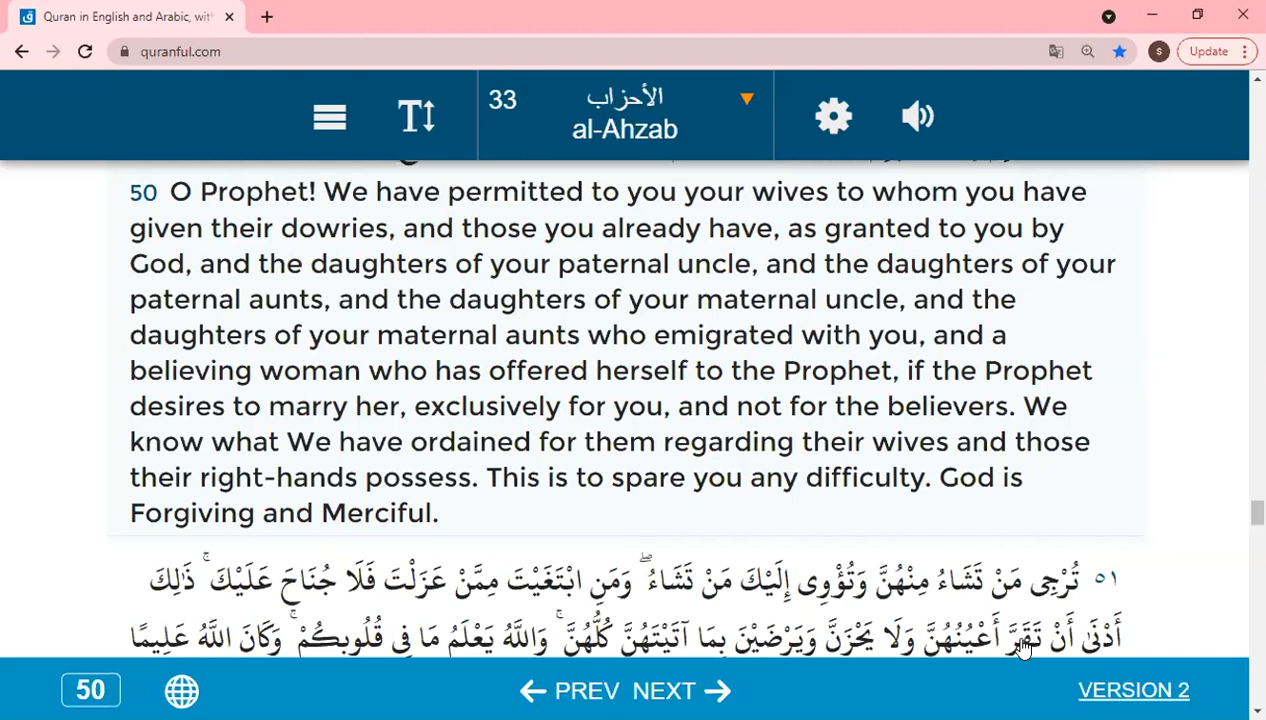 Quran in English and Arabic, wit
quranful.com
Update
33
الأحزاب
al-Ahzab
50 O Prophet! We have permitted to you your wives to whom you have
given their dowries, and those you already have, as granted to you by
God, and the daughters of your paternal uncle, and the daughters of your
paternal aunts, and the daughters of your maternal uncle, and the
daughters of your maternal aunts who emigrated with you, and a
believing woman who has offered herself to the Prophet, if the Prophet
desires to marry her, exclusively for you, and not for the believers. We
know what We have ordained for them regarding their wives and those
their right-hands possess. This is to spare you any difficulty. God is
Forgiving and Merciful.
٥١ تُرْجِى مَنْ تَشَاءُ مِنْهُنَّ وَتُؤْوِى إِلَيْكَ مَنْ تَشَاءُ ۖ وَمَنِ ابْتَغَيْتَ مِمَّنْ عَزَلْتَ فَلَا جُنَاحَ عَلَيْكَ ۚ ذَٰلِكَ
أَدْنَىٰ أَنْ تَقَرَّ أَعْيُنُهُنَّ وَلَا يَحْزَنَّ وَيَرْضَيْنَ بِمَا آتَيْتَهُنَّ كُلُّهُنَّ ۚ وَاللَّهُ يَعْلَمُ مَا فِى قُلُوبِكُمْ ۚ وَكَانَ اللَّهُ عَلِيمًا
50
PREV NEXT
VERSION 2